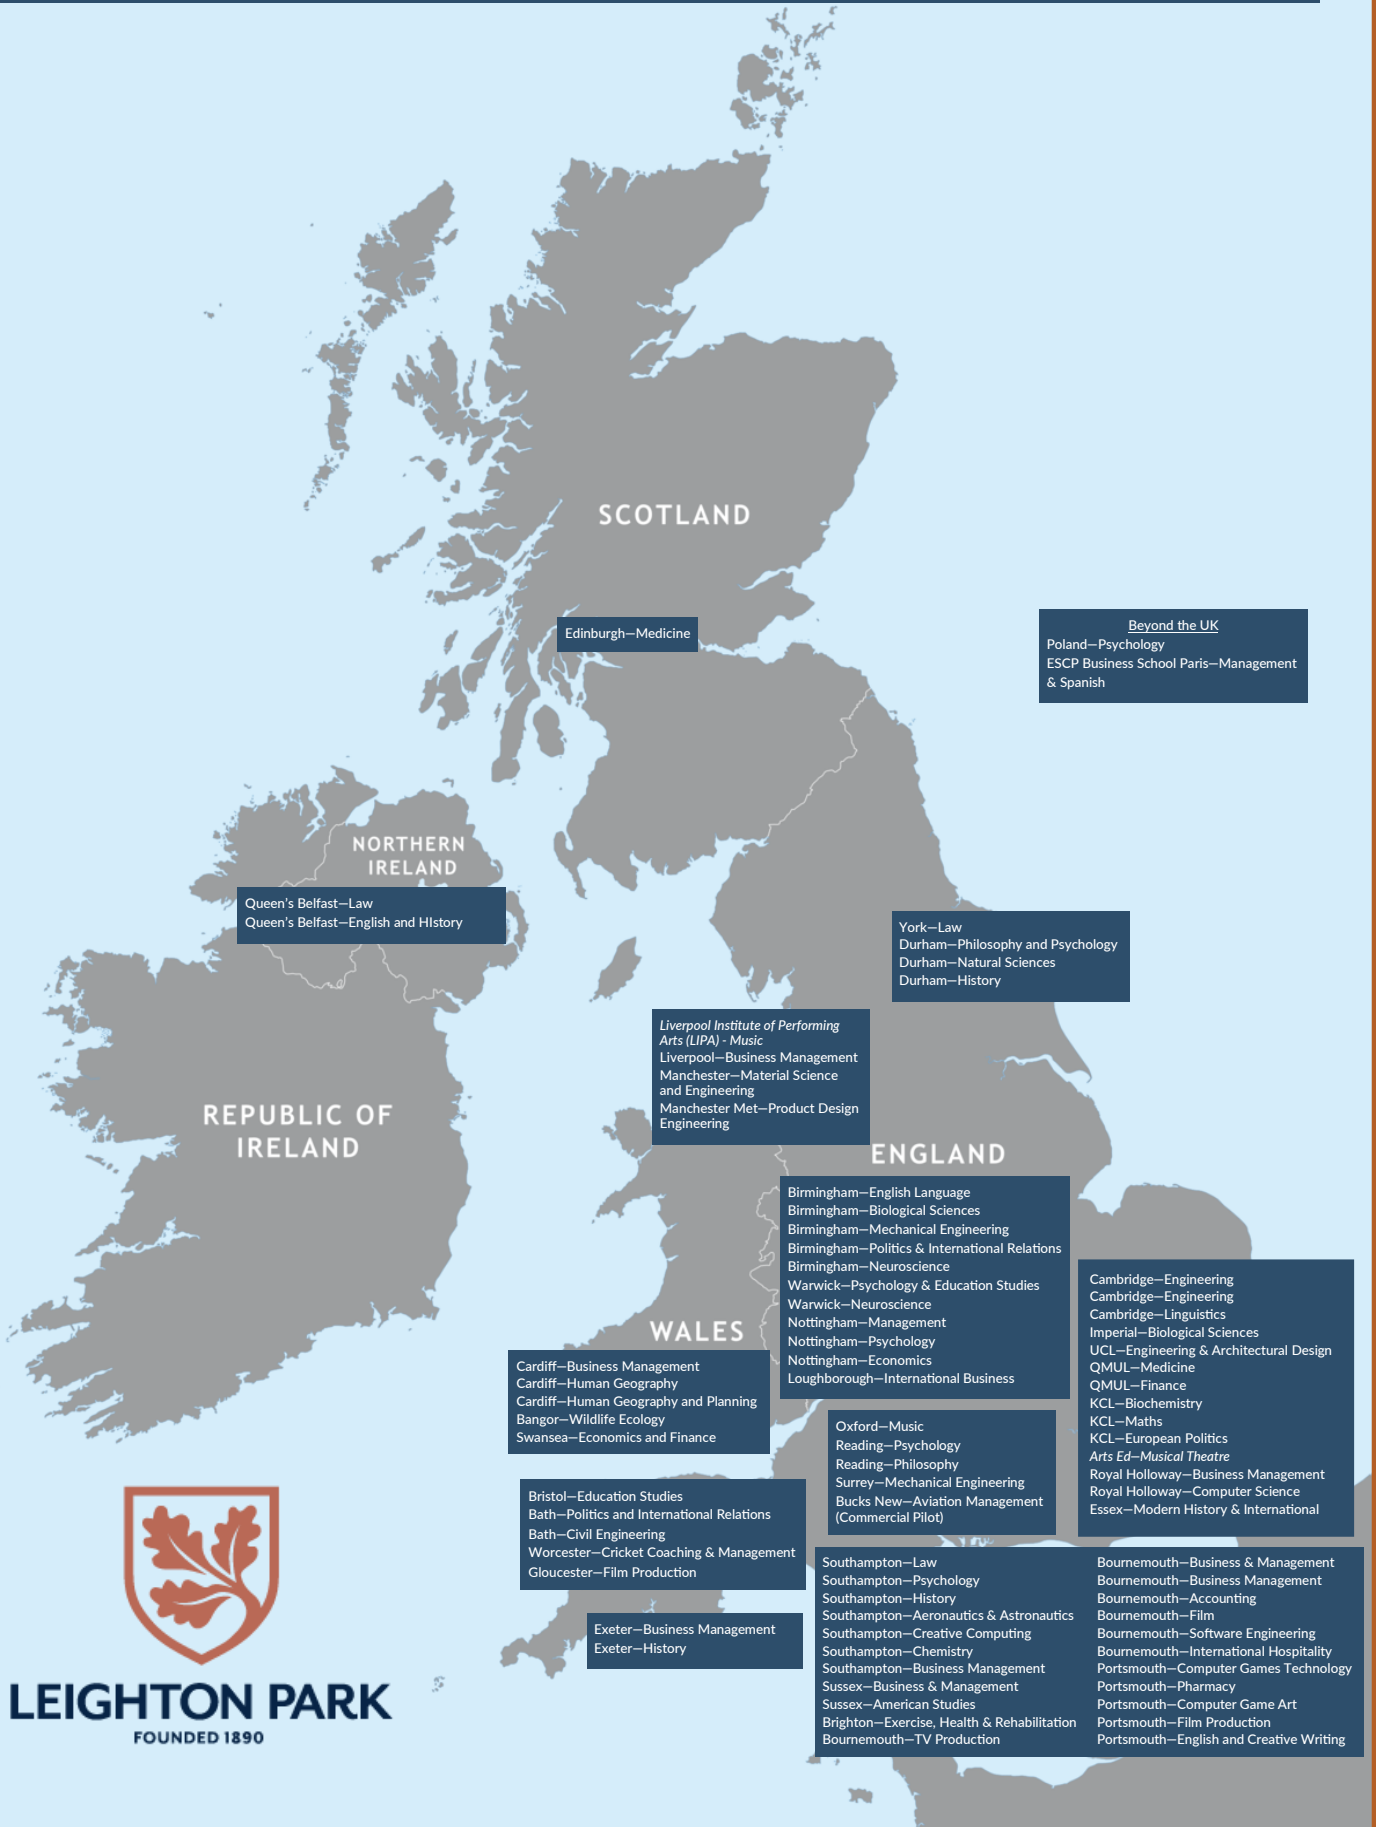 SCOTLAND
Edinburgh—Medicine
Beyond the UK
Poland—Psychology
ESCP Business School Paris—Management
& Spanish
NORTHERN
IRELAND
Queen's Belfast—Law
Queen's Belfast—English and HIstory
York—Law
Durham—Philosophy and Psychology
Durham—Natural Sciences
Durham—History
Liverpool Institute of Performing
Arts (LIPA) - Music
Liverpool—Business Management
Manchester—Material Science
and Engineering
Manchester Met—Product Design
Engineering
REPUBLIC OF
IRELAND
ENGLAND
Birmingham—English Language
Birmingham—Biological Sciences
Birmingham—Mechanical Engineering
Birmingham—Politics & International Relations
Birmingham—Neuroscience
Warwick—Psychology & Education Studies
Warwick—Neuroscience
Nottingham—Management
Nottingham—Psychology
Nottingham—Economics
Loughborough—International Business
Cambridge—Engineering
Cambridge—Engineering
Cambridge—Linguistics
Imperial—Biological Sciences
UCL—Engineering & Architectural Design
QMUL—Medicine
QMUL—Finance
KCL—Biochemistry
KCL—Maths
KCL—European Politics
Arts Ed—Musical Theatre
Royal Holloway—Business Management
Royal Holloway—Computer Science
Essex—Modern History & International
WALES
Cardiff—Business Management
Cardiff—Human Geography
Cardiff—Human Geography and Planning
Bangor—Wildlife Ecology
Swansea—Economics and Finance
Oxford—Music
Reading—Psychology
Reading—Philosophy
Surrey—Mechanical Engineering
Bucks New—Aviation Management
(Commercial Pilot)
Bristol—Education Studies
Bath—Politics and International Relations
Bath—Civil Engineering
Worcester—Cricket Coaching & Management
Gloucester—Film Production
Exeter—Business Management
Exeter—History
Southampton—Law
Southampton—Psychology
Southampton—History
Southampton—Aeronautics & Astronautics
Southampton—Creative Computing
Southampton—Chemistry
Southampton—Business Management
Sussex—Business & Management
Sussex—American Studies
Brighton—Exercise, Health & Rehabilitation
Bournemouth—TV Production
Bournemouth—Business & Management
Bournemouth—Business Management
Bournemouth—Accounting
Bournemouth—Film
Bournemouth—Software Engineering
Bournemouth—International Hospitality
Portsmouth—Computer Games Technology
Portsmouth—Pharmacy
Portsmouth—Computer Game Art
Portsmouth—Film Production
Portsmouth—English and Creative Writing
LEIGHTON PARK
FOUNDED 1890